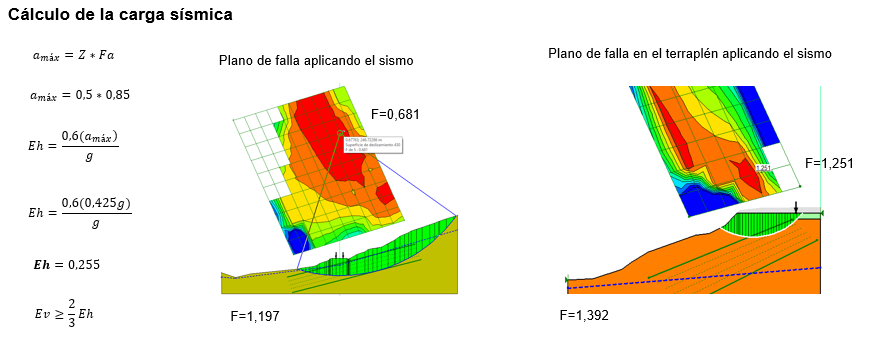 Cálculo de la carga sísmica
a_máx = Z * Fa
a_máx = 0,5 * 0,85
Eh = 0,6(a_máx) / g
Eh = 0,6(0,425g) / g
Eh = 0,255
Ev ≥ 2/3 Eh
Plano de falla aplicando el sismo
F=0,681
F=1,197
Plano de falla en el terraplén aplicando el sismo
1,251
F=1,251
F=1,392